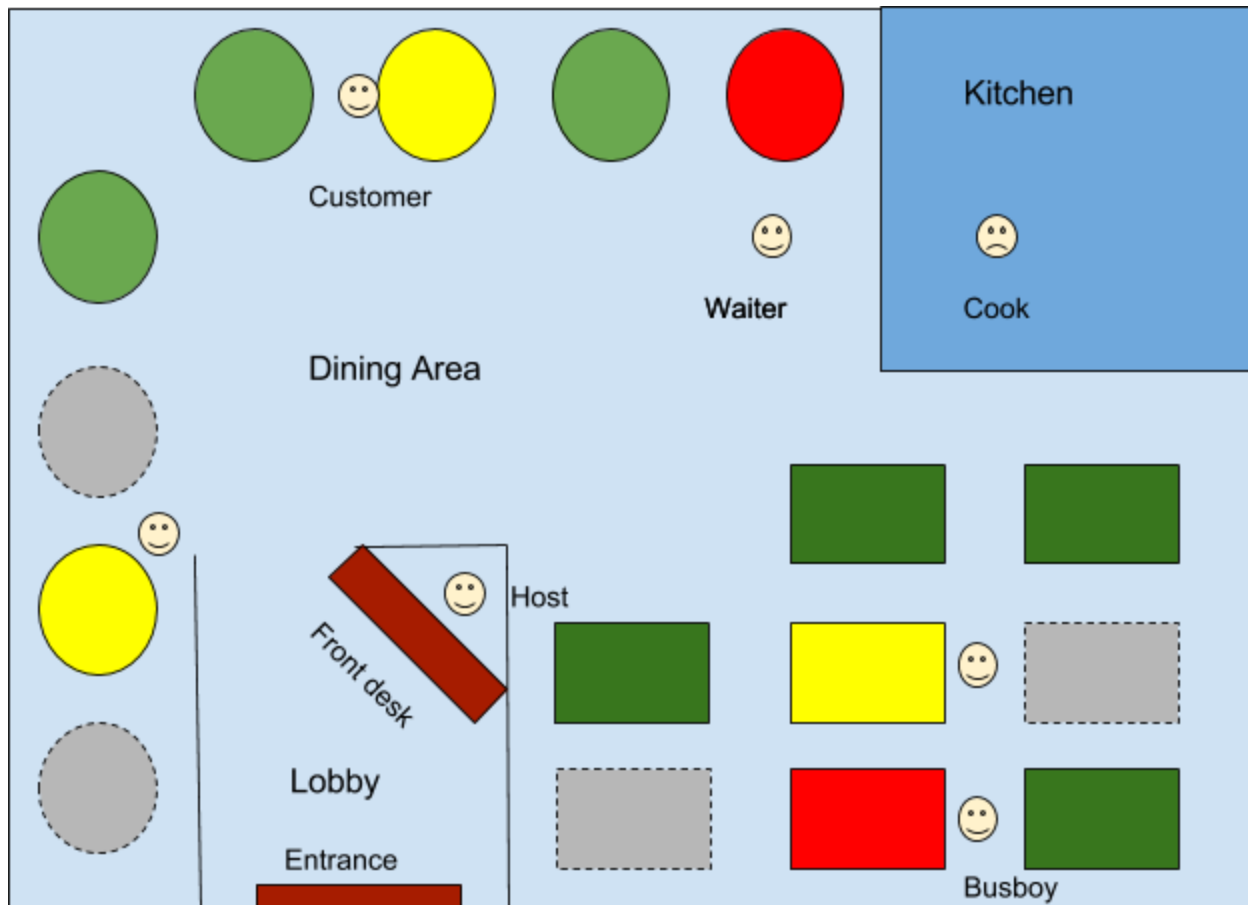 Kitchen
Customer
Waiter
Cook
Dining Area
Host
Front desk
Lobby
Entrance
Busboy